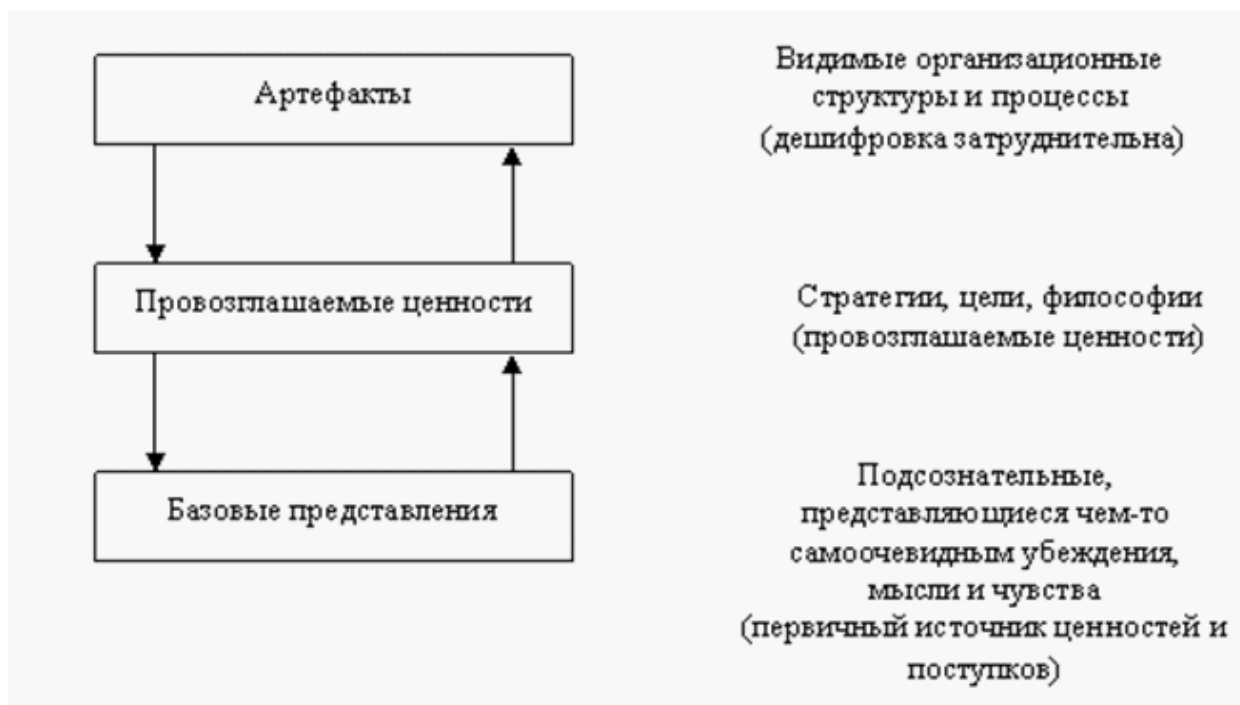 Артефакты
Видимые организационные
структуры и процессы
(дешифровка затруднительна)
Провозглашаемые ценности
Стратегии, цели, философии
(провозглашаемые ценности)
Базовые представления
Подсознательные,
представляющиеся чем-то
самоочевидным убеждения,
мысли и чувства
(первичный источник ценностей и
поступков)